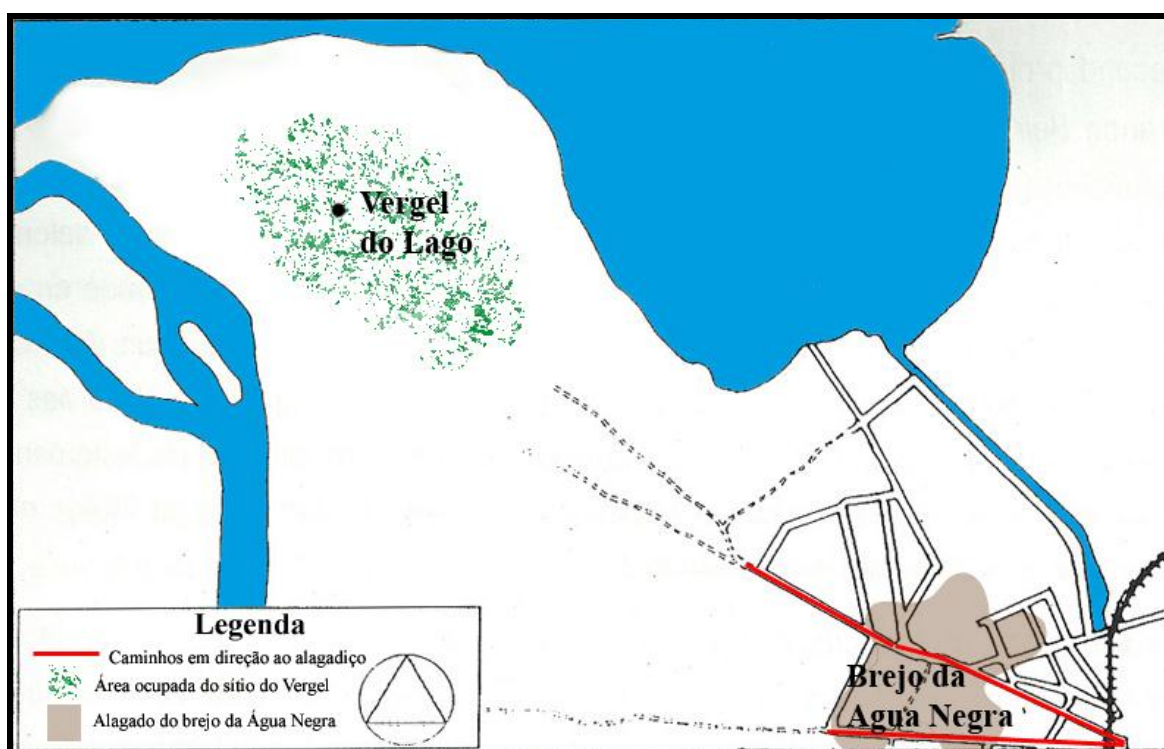 Vergel
do Lago
Legenda
Caminhos em direção ao alagadiço
Área ocupada do sítio do Vergel
Alagado do brejo da Água Negra
Brejo da
Agua Negra